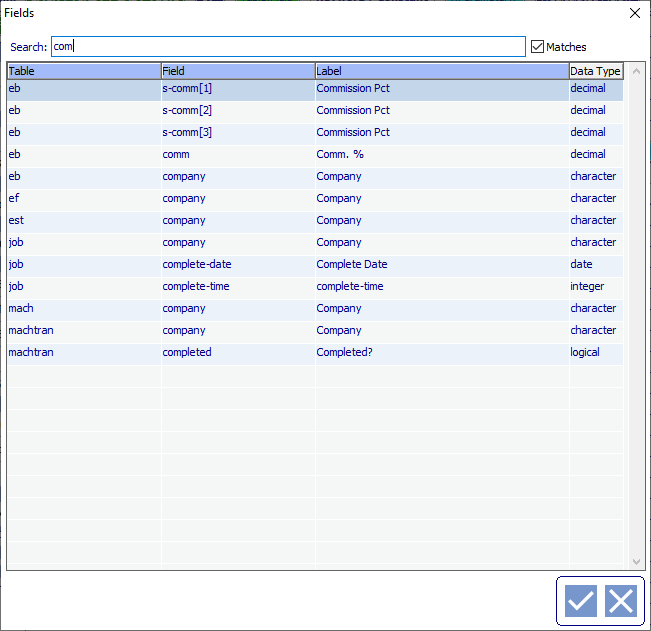 Fields
Search: com Matches
Table Field Label Data Type
eb s-comm[1] Commission Pct decimal
eb s-comm[2] Commission Pct decimal
eb s-comm[3] Commission Pct decimal
eb comm Comm. % decimal
eb company Company character
ef company Company character
est company Company character
job company Company character
job complete-date Complete Date date
job complete-time complete-time integer
mach company Company character
machtran company Company character
machtran completed Completed? logical